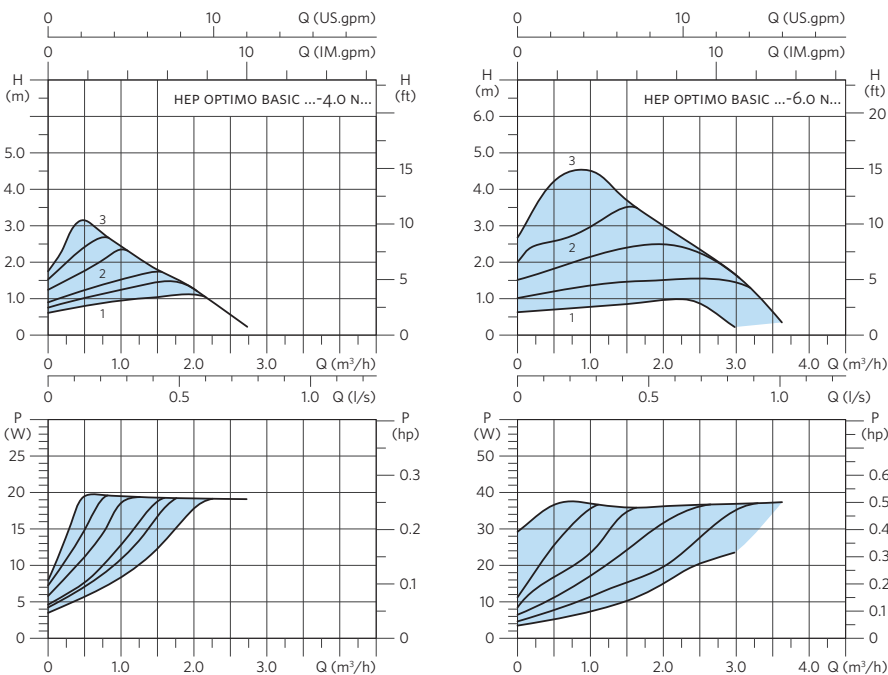 0 10 Q (US.gpm)
0 10 Q (IM.gpm)
H (m)
H (ft)
HEP OPTIMO BASIC ...-4.0 N...
5.0
4.0
3.0
2.0
1.0
0
15
10
5
0
3
2
1
0 1.0 2.0 3.0 Q (m³/h)
0 0.5 1.0 Q (l/s)
P (W)
P (hp)
25
20
15
10
5
0
0.3
0.2
0.1
0
0 1.0 2.0 3.0 Q (m³/h)
0 10 Q (US.gpm)
0 10 Q (IM.gpm)
H (m)
H (ft)
HEP OPTIMO BASIC ...-6.0 N...
6.0
5.0
4.0
3.0
2.0
1.0
0
20
15
10
5
0
3
2
1
0 1.0 2.0 3.0 4.0 Q (m³/h)
0 0.5 1.0 Q (l/s)
P (W)
P (hp)
50
40
30
20
10
0
0.6
0.5
0.4
0.3
0.2
0.1
0
0 1.0 2.0 3.0 4.0 Q (m³/h)